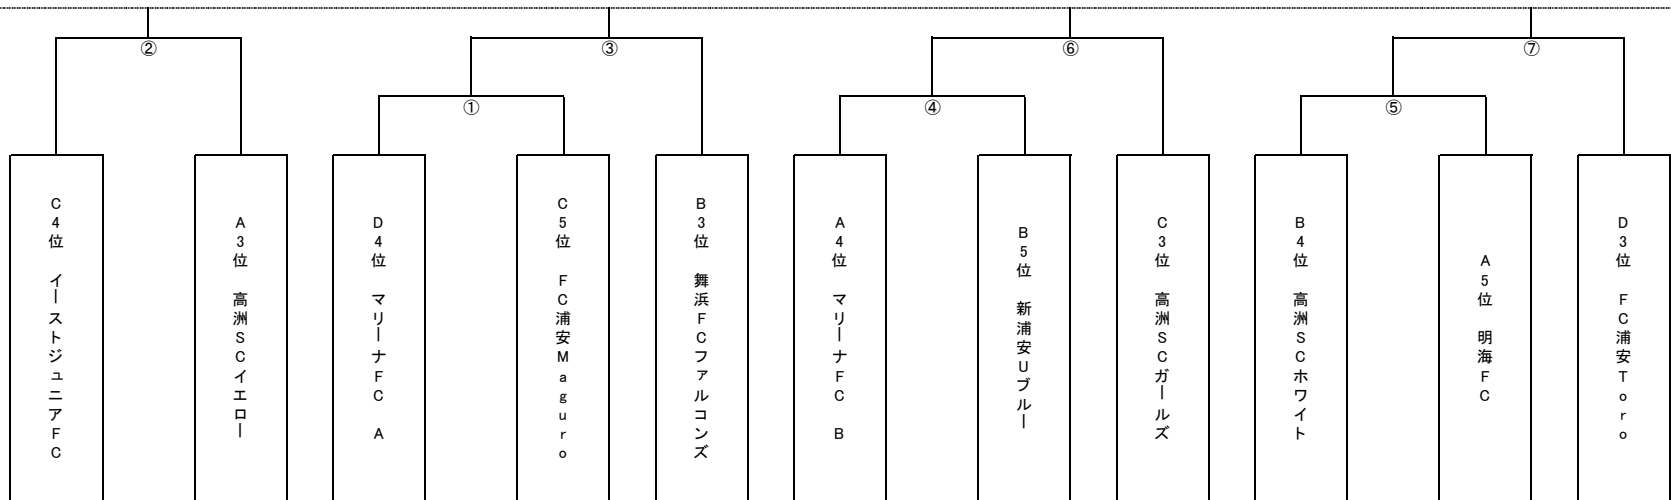 ②
③
⑥
⑦
①
④
⑤
C4位 イーストジュニアFC
A3位 高洲SCイエロー
D4位 マリーナFC A
C5位 FC浦安Maguro
B3位 舞浜FCファルコンズ
A4位 マリーナFC B
B5位 新浦安Uブルー
C3位 高洲SCガールズ
B4位 高洲SCホワイト
A5位 明海FC
D3位 FC浦安Toro